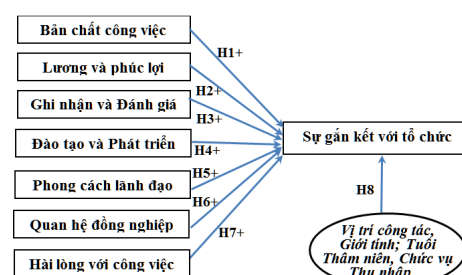 Bản chất công việc
H1+
Lương và phúc lợi
H2+
Ghi nhận và Đánh giá
H3+
Đào tạo và Phát triển
H4+
Sự gắn kết với tổ chức
Phong cách lãnh đạo
H5+
H6+
Quan hệ đồng nghiệp
H7+
Hài lòng với công việc
H8
Vị trí công tác,
Giới tính; Tuổi
Thâm niên, Chức vụ
Thu nhập